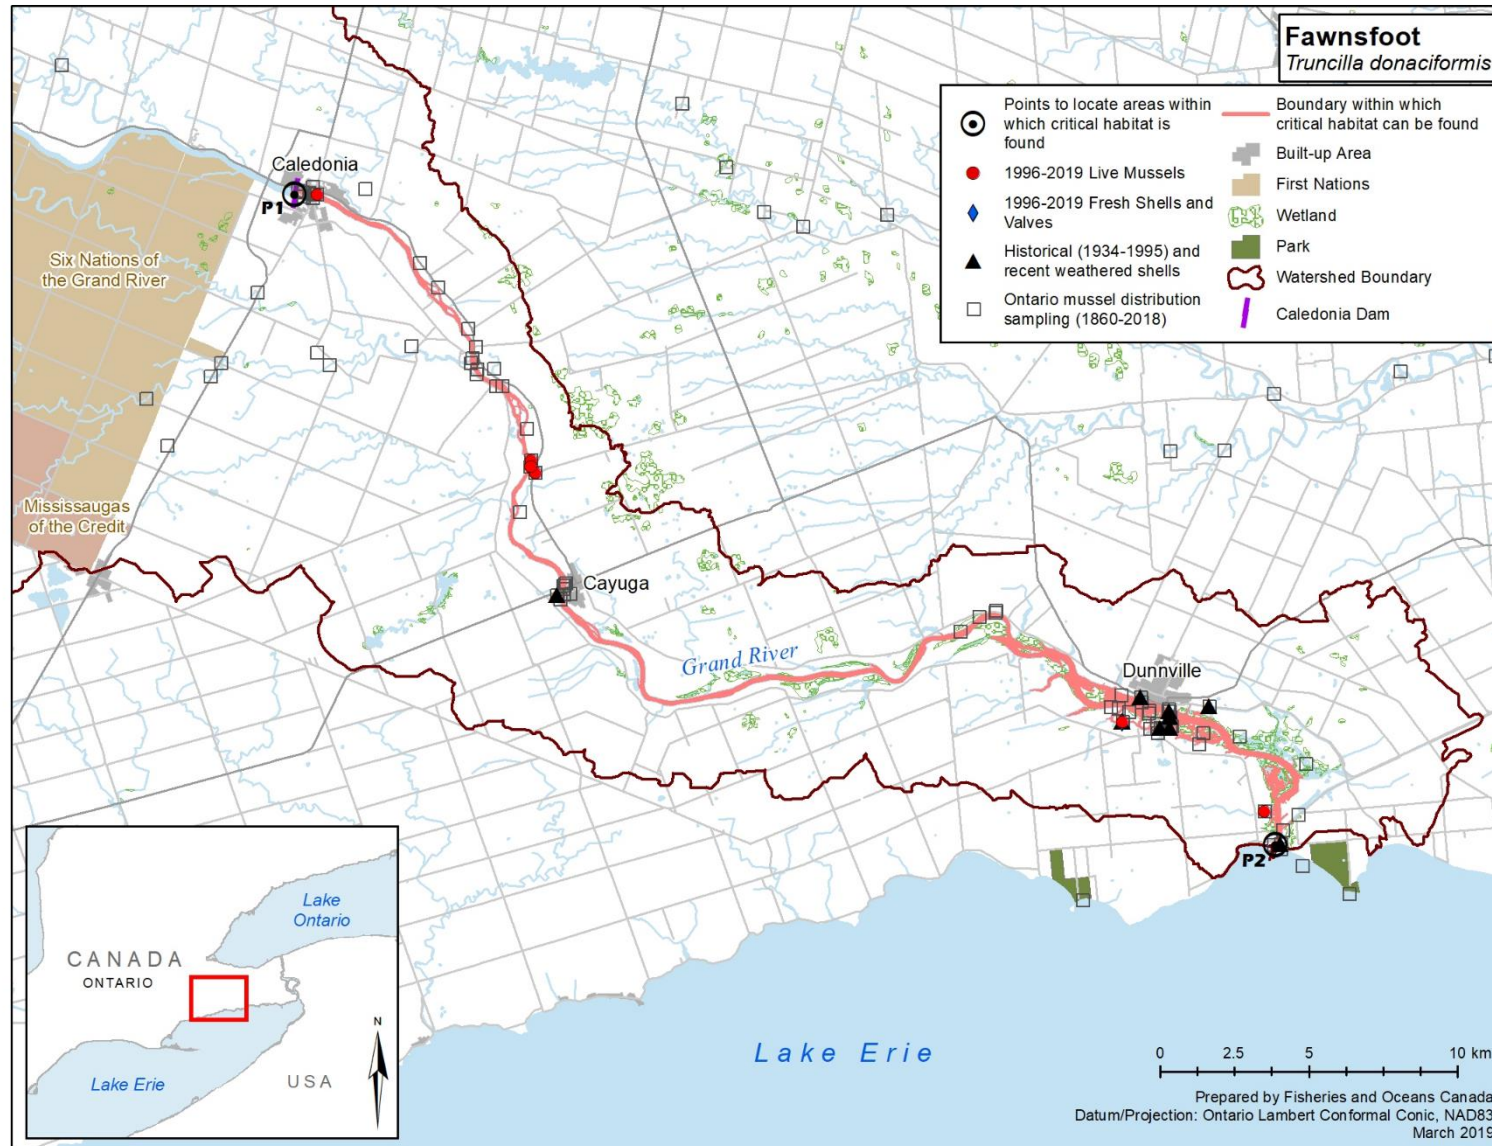 Fawnsfoot
Truncilla donaciformis
Points to locate areas within
which critical habitat is
found
1996-2019 Live Mussels
1996-2019 Fresh Shells and
Valves
Historical (1934-1995) and
recent weathered shells
Ontario mussel distribution
sampling (1860-2018)
Boundary within which
critical habitat can be found
Built-up Area
First Nations
Wetland
Park
Watershed Boundary
Caledonia Dam
Caledonia
P1
Six Nations of
the Grand River
Mississaugas
of the Credit
Cayuga
Grand River
Dunnville
P2
Lake Erie
Lake
Ontario
CANADA
ONTARIO
N
USA
Lake Erie
0 2.5 5 10 km
Prepared by Fisheries and Oceans Canada
Datum/Projection: Ontario Lambert Conformal Conic, NAD83
March 2019